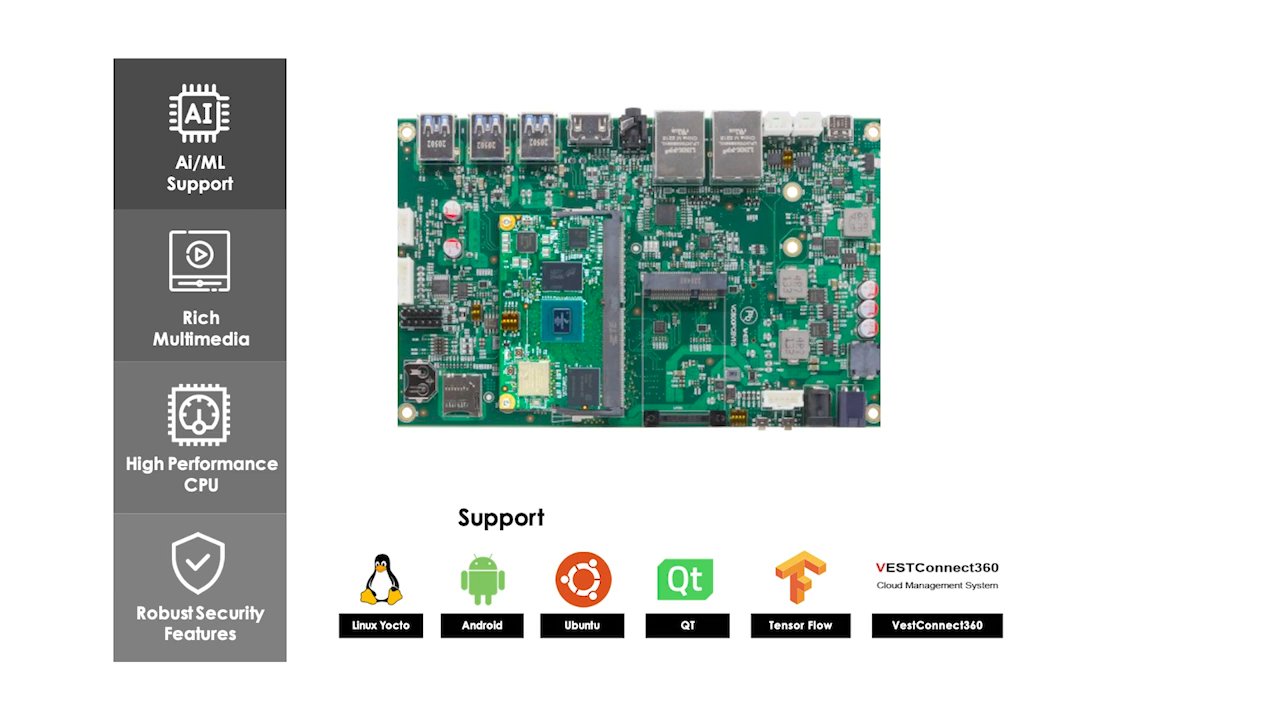 AI
Ai/ML
Support
Rich
Multimedia
High Performance
CPU
Robust Security
Features
VEST
Support
Qt
VESTConnect360
Cloud Management System
Linux Yocto
Android
Ubuntu
QT
Tensor Flow
VestConnect360